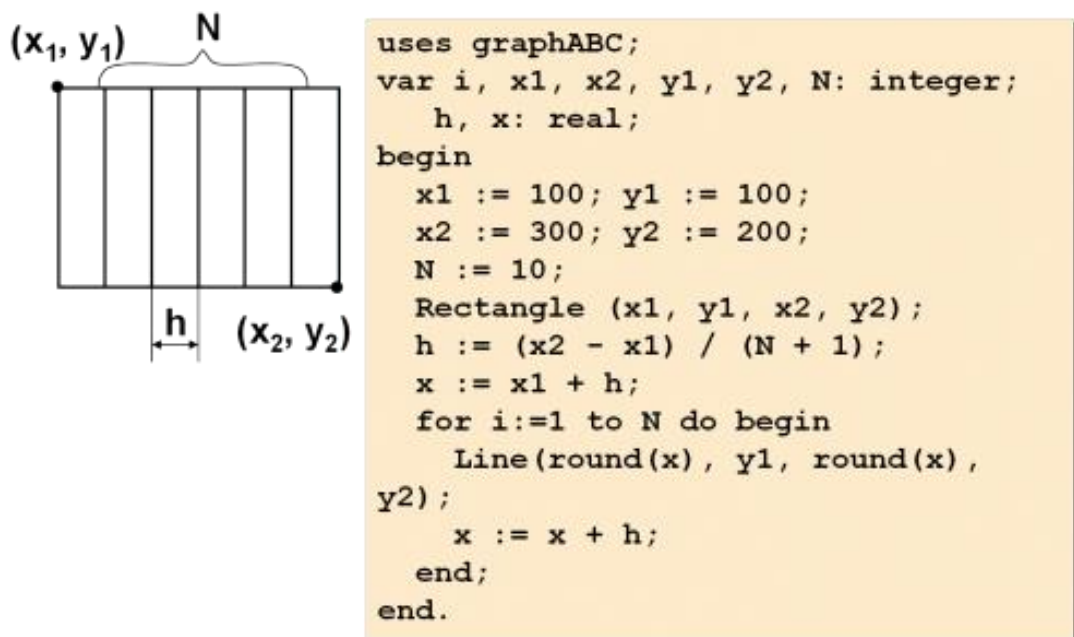 (x₁, y₁)
N
h
(x₂, y₂)
uses graphABC;
var i, x1, x2, y1, y2, N: integer;
h, x: real;
begin
x1 := 100; y1 := 100;
x2 := 300; y2 := 200;
N := 10;
Rectangle (x1, y1, x2, y2);
h := (x2 - x1) / (N + 1);
x := x1 + h;
for i:=1 to N do begin
Line(round(x), y1, round(x),
y2);
x := x + h;
end;
end.